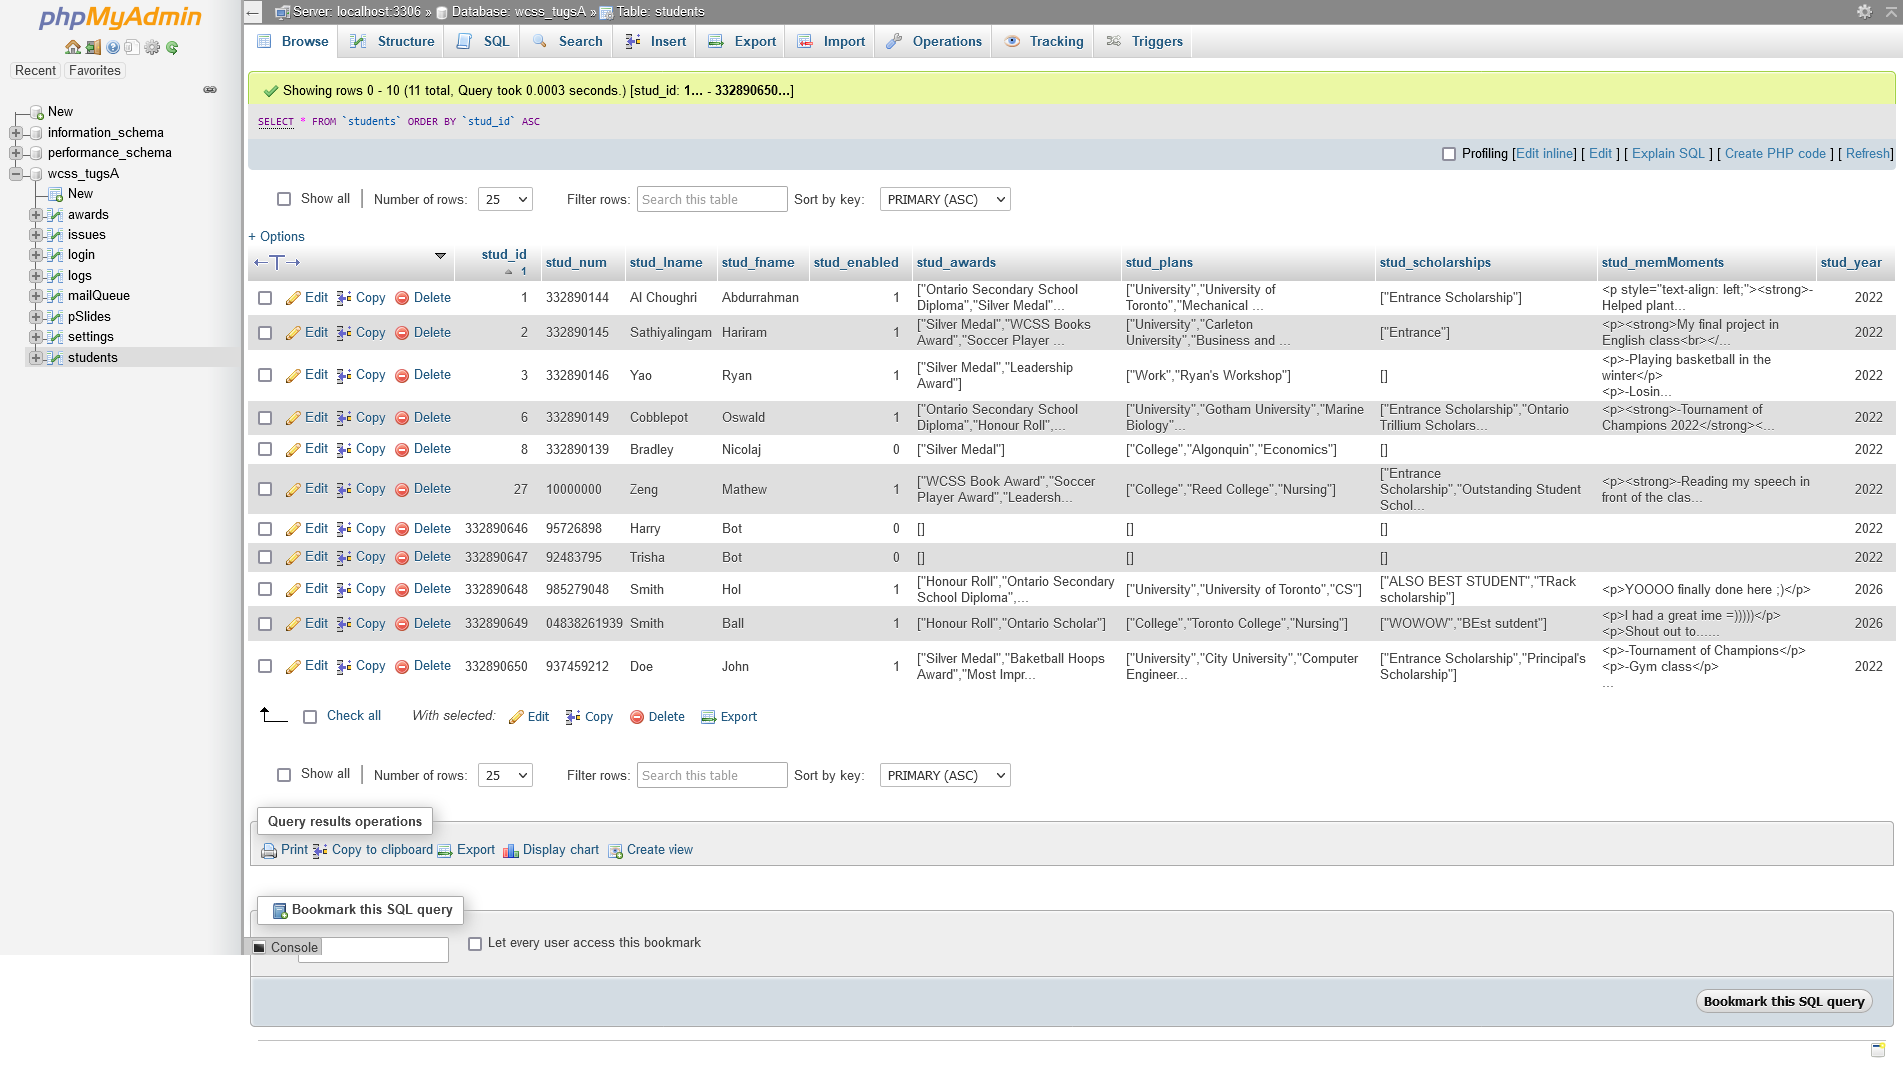 phpMyAdmin
Recent Favorites
New
information_schema
performance_schema
wcss_tugsA
New
awards
issues
login
logs
mailQueue
pSlides
settings
students
Server: localhost:3306 » Database: wcss_tugsA » Table: students
Browse Structure SQL Search Insert Export Import Operations Tracking Triggers
Showing rows 0 - 10 (11 total, Query took 0.0003 seconds.) [stud_id: 1... - 332890650...]
SELECT * FROM `students` ORDER BY `stud_id` ASC
Profiling [Edit inline] [ Edit ] [ Explain SQL ] [ Create PHP code ] [ Refresh]
Show all Number of rows: 25 Filter rows: Search this table Sort by key: PRIMARY (ASC)
+ Options
←T→ stud_id 1 stud_num stud_lname stud_fname stud_enabled stud_awards stud_plans stud_scholarships stud_memMoments stud_year
Edit Copy Delete 1 332890144 Al Choughri Abdurrahman 1 ["Ontario Secondary School Diploma","Silver Medal"... ["University","University of Toronto","Mechanical ... ["Entrance Scholarship"] <p style="text-align: left;"><strong>-Helped plant... 2022
Edit Copy Delete 2 332890145 Sathiyalingam Hariram 1 ["Silver Medal","WCSS Books Award","Soccer Player ... ["University","Carleton University","Business and ... ["Entrance"] <p><strong>My final project in English class<br></... 2022
Edit Copy Delete 3 332890146 Yao Ryan 1 ["Silver Medal","Leadership Award"] ["Work","Ryan's Workshop"] [] <p>-Playing basketball in the winter</p> <p>-Losin... 2022
Edit Copy Delete 6 332890149 Cobblepot Oswald 1 ["Ontario Secondary School Diploma","Honour Roll",... ["University","Gotham University","Marine Biology"... ["Entrance Scholarship","Ontario Trillium Scholars... <p><strong>-Tournament of Champions 2022</strong><... 2022
Edit Copy Delete 8 332890139 Bradley Nicolaj 0 ["Silver Medal"] ["College","Algonquin","Economics"] [] 2022
Edit Copy Delete 27 10000000 Zeng Mathew 1 ["WCSS Book Award","Soccer Player Award","Leadersh... ["College","Reed College","Nursing"] ["Entrance Scholarship","Outstanding Student Schol... <p><strong>-Reading my speech in front of the clas... 2022
Edit Copy Delete 332890646 95726898 Harry Bot 0 [] [] [] 2022
Edit Copy Delete 332890647 92483795 Trisha Bot 0 [] [] [] 2022
Edit Copy Delete 332890648 985279048 Smith Hol 1 ["Honour Roll","Ontario Secondary School Diploma",... ["University","University of Toronto","CS"] ["ALSO BEST STUDENT","TRack scholarship"] <p>YOOOO finally done here ;)</p> 2026
Edit Copy Delete 332890649 04838261939 Smith Ball 1 ["Honour Roll","Ontario Scholar"] ["College","Toronto College","Nursing"] ["WOWOW","BEst sutdent"] <p>I had a great ime =)))))</p> <p>Shout out to...... 2026
Edit Copy Delete 332890650 937459212 Doe John 1 ["Silver Medal","Baketball Hoops Award","Most Impr... ["University","City University","Computer Engineer... ["Entrance Scholarship","Principal's Scholarship"] <p>-Tournament of Champions</p> <p>-Gym class</p> ... 2022
Check all With selected: Edit Copy Delete Export
Show all Number of rows: 25 Filter rows: Search this table Sort by key: PRIMARY (ASC)
Query results operations
Print Copy to clipboard Export Display chart Create view
Bookmark this SQL query
Console Let every user access this bookmark
Bookmark this SQL query